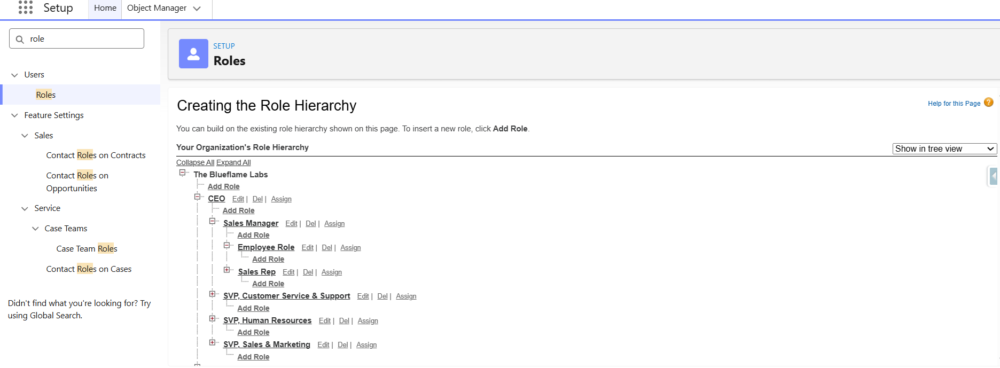 Setup
Home
Object Manager
role
Users
Roles
Feature Settings
Sales
Contact Roles on Contracts
Contact Roles on
Opportunities
Service
Case Teams
Case Team Roles
Contact Roles on Cases
Didn't find what you're looking for? Try
using Global Search.
SETUP
Roles
Creating the Role Hierarchy
Help for this Page ?
You can build on the existing role hierarchy shown on this page. To insert a new role, click Add Role.
Your Organization's Role Hierarchy
Show in tree view
Collapse All Expand All
The Blueflame Labs
Add Role
CEO Edit | Del | Assign
Add Role
Sales Manager Edit | Del | Assign
Add Role
Employee Role Edit | Del | Assign
Add Role
Sales Rep Edit | Del | Assign
Add Role
SVP, Customer Service & Support Edit | Del | Assign
Add Role
SVP, Human Resources Edit | Del | Assign
Add Role
SVP, Sales & Marketing Edit | Del | Assign
Add Role